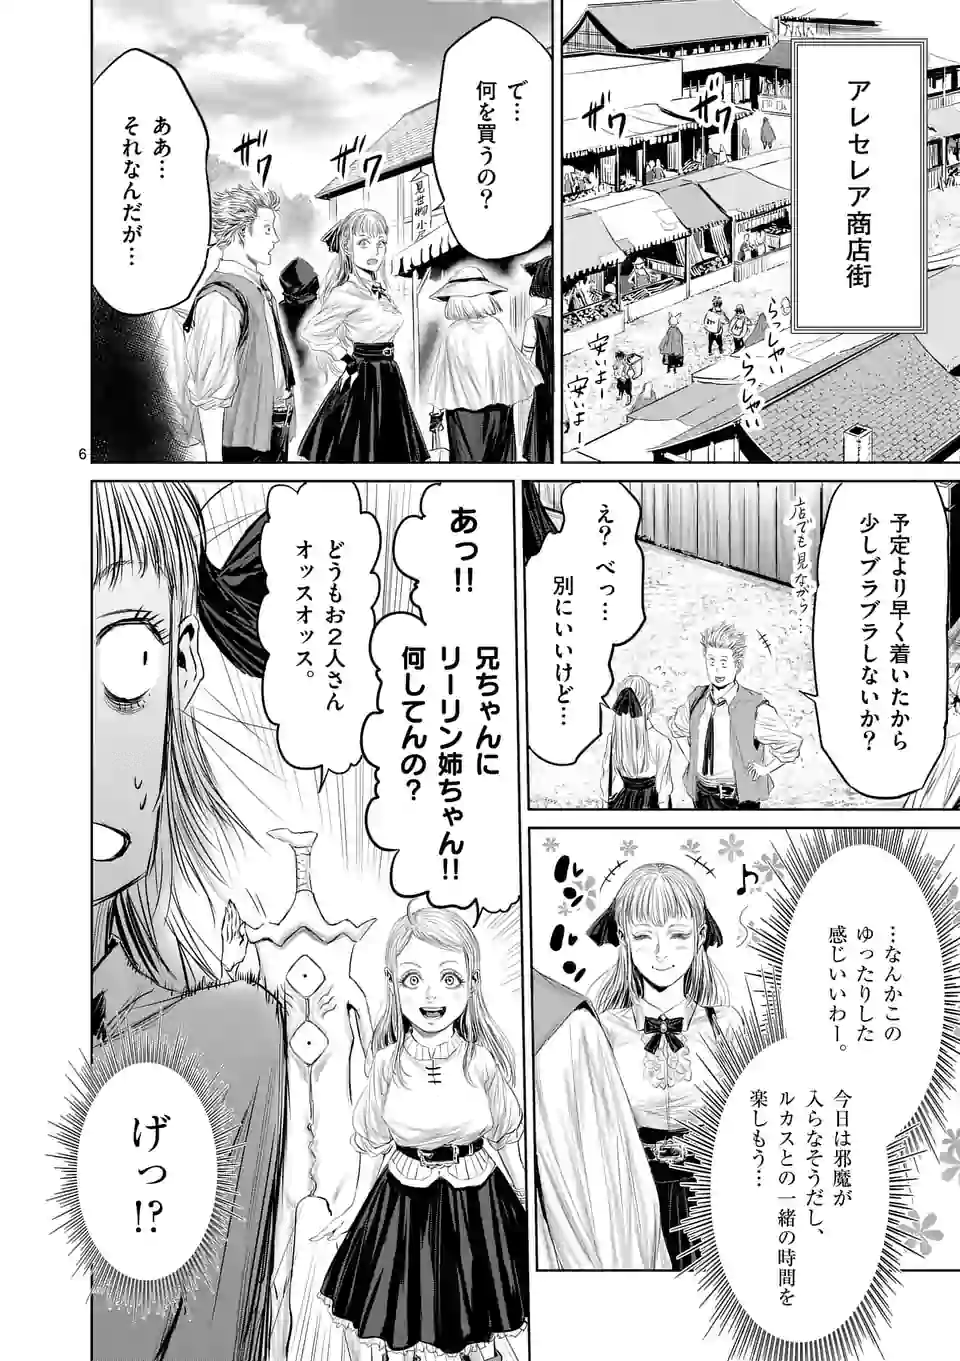 アレセレア商店街
ザワ
ザワ
らっしゃい
らっしゃい
安いよー
安いよー
で…
何を買うの?
ザワ
ザワ
見世物小屋
ああ…
それなんだが…
6
予定より早く着いたから
少しブラブラしないか?
店でも見ながら…
え? べっ…
別にいいけど…
…なんかこの
ゆったりした
感じいいわー。
今日は邪魔が
入らなそうだし、
ルカスとの一緒の時間を
楽しもう…
ルン
ルン
あっ!!
兄ちゃんに
リーリン姉ちゃん!!
何してんの?
どうもお2人さん
オッスオッス。
げっ!?